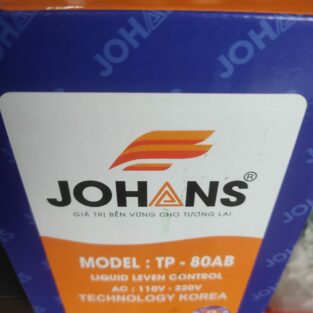 JOHANS
JOHANS®
GIÁ TRỊ BỀN VỮNG CHO TƯƠNG LAI
MODEL : TP - 80AB
LIQUID LEVEN CONTROL
AC : 110V - 220V
TECHNOLOGY KOREA